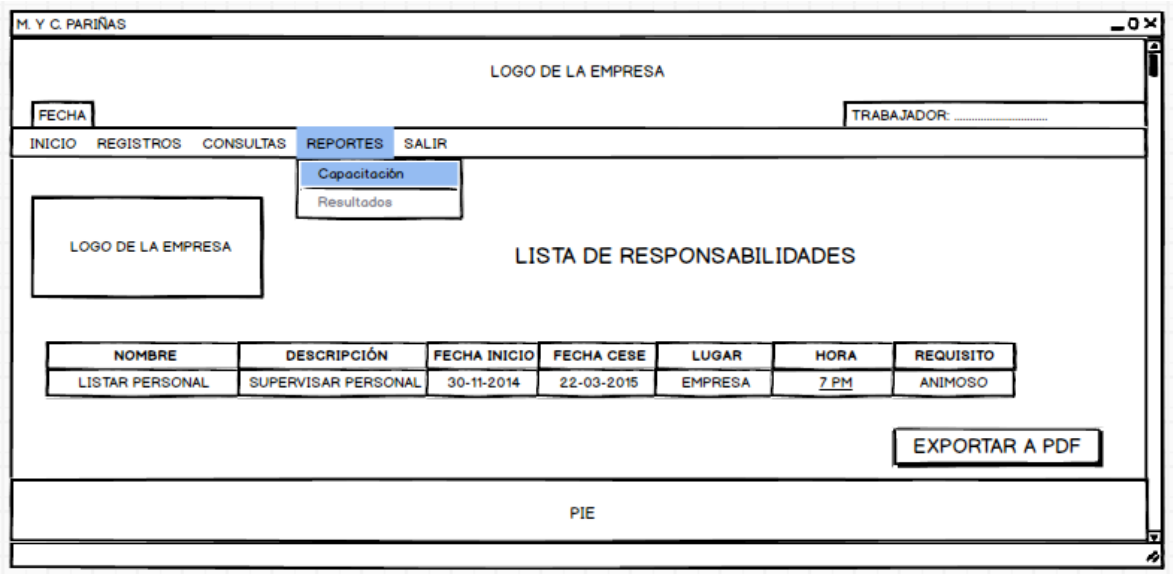 M. Y C. PARIÑAS
LOGO DE LA EMPRESA
FECHA
TRABAJADOR: ................................
INICIO REGISTROS CONSULTAS REPORTES SALIR
Capacitación
Resultados
LOGO DE LA EMPRESA
LISTA DE RESPONSABILIDADES
NOMBRE DESCRIPCIÓN FECHA INICIO FECHA CESE LUGAR HORA REQUISITO
LISTAR PERSONAL SUPERVISAR PERSONAL 30-11-2014 22-03-2015 EMPRESA 7 PM ANIMOSO
EXPORTAR A PDF
PIE